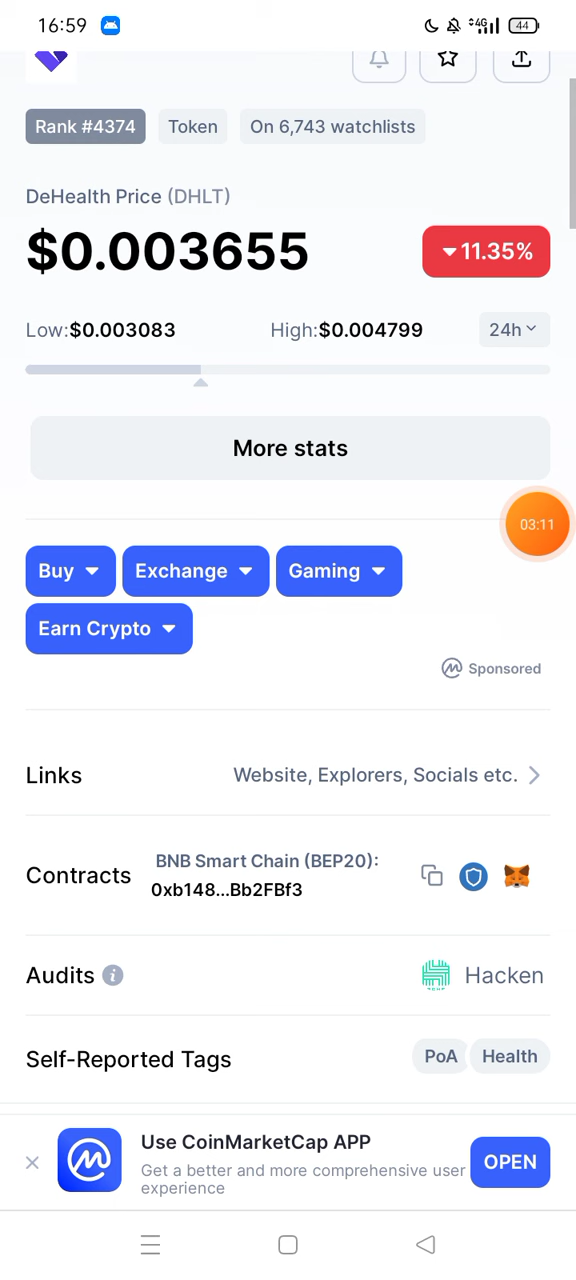 16:59 4G 44
Rank #4374 Token On 6,743 watchlists
DeHealth Price (DHLT)
$0.003655 11.35%
Low:$0.003083 High:$0.004799 24h
More stats
03:11
Buy Exchange Gaming
Earn Crypto
Sponsored
Links Website, Explorers, Socials etc.
BNB Smart Chain (BEP20):
Contracts 0xb148...Bb2FBf3
Audits Hacken
Self-Reported Tags PoA Health
Use CoinMarketCap APP
Get a better and more comprehensive user
experience
OPEN